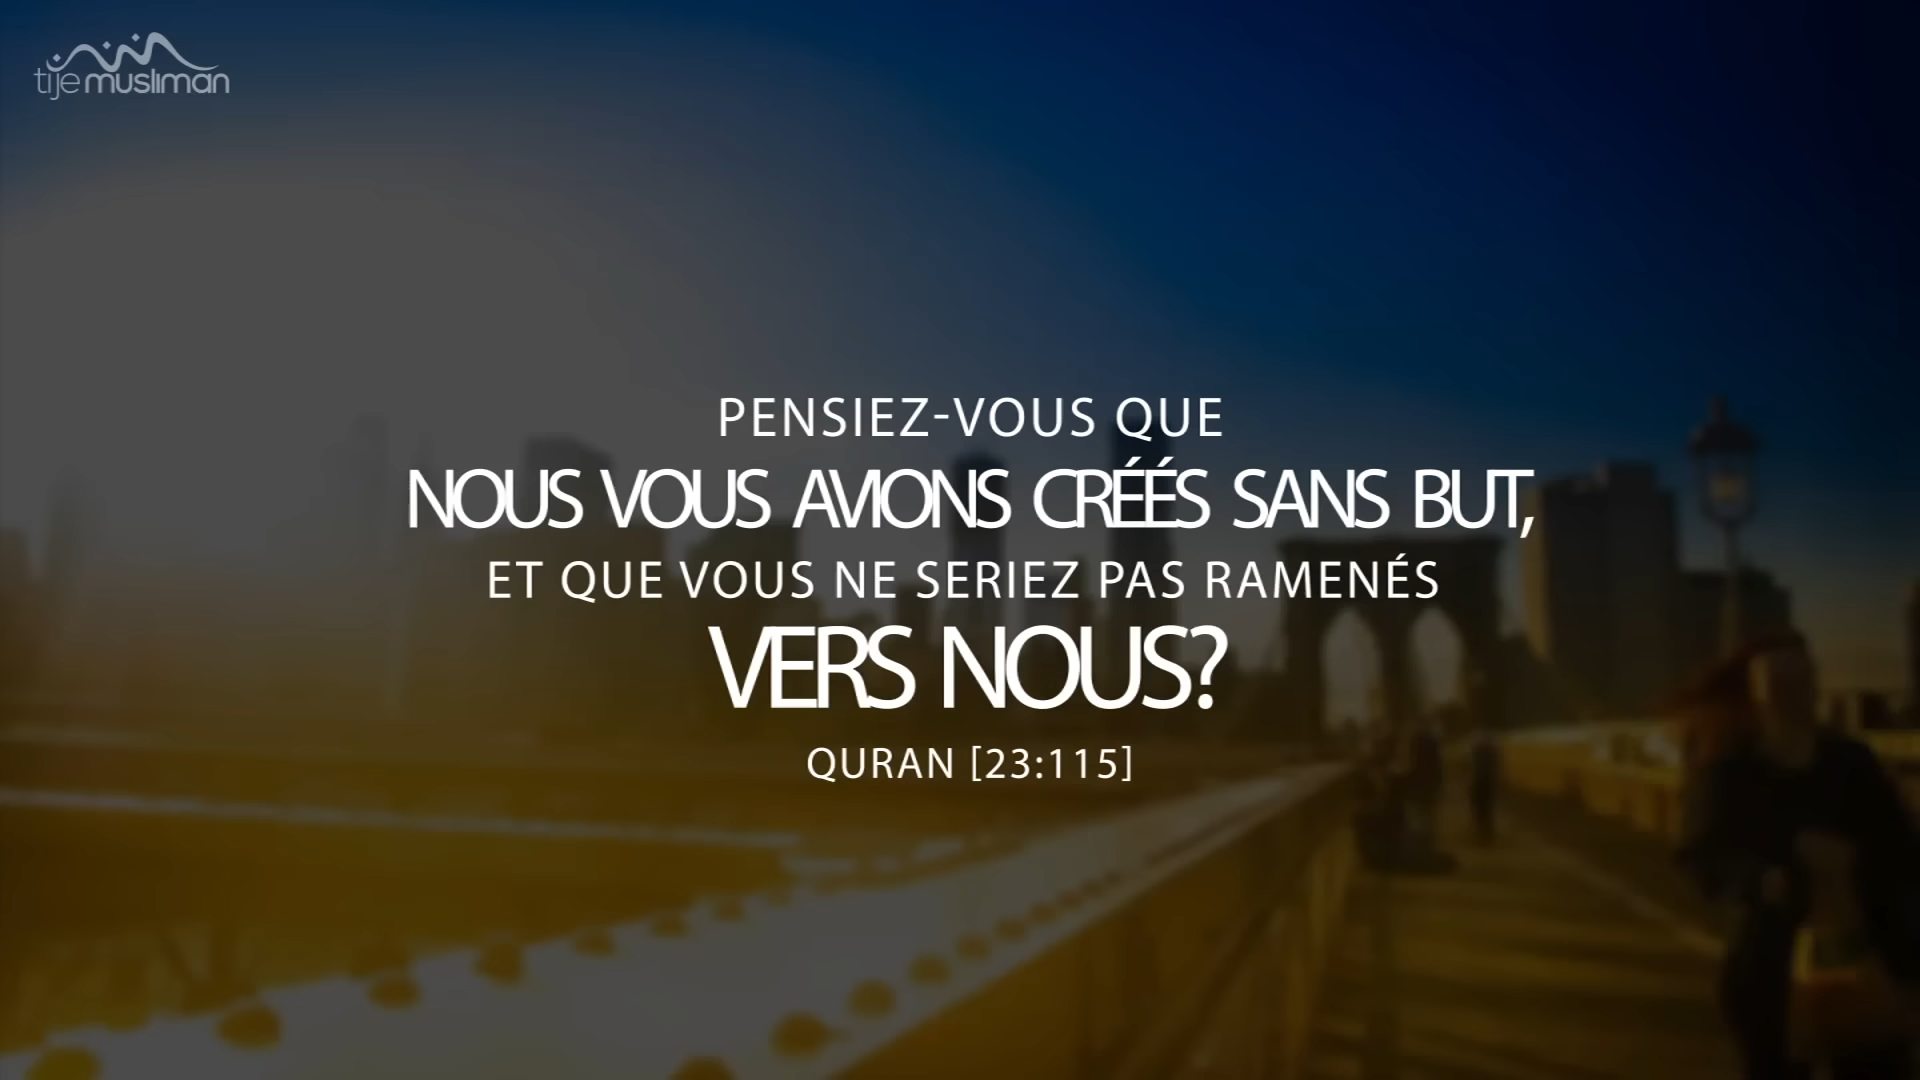 tijemusliman
PENSIEZ-VOUS QUE
NOUS VOUS AVIONS CRÉÉS SANS BUT,
ET QUE VOUS NE SERIEZ PAS RAMENÉS
VERS NOUS?
QURAN [23:115]